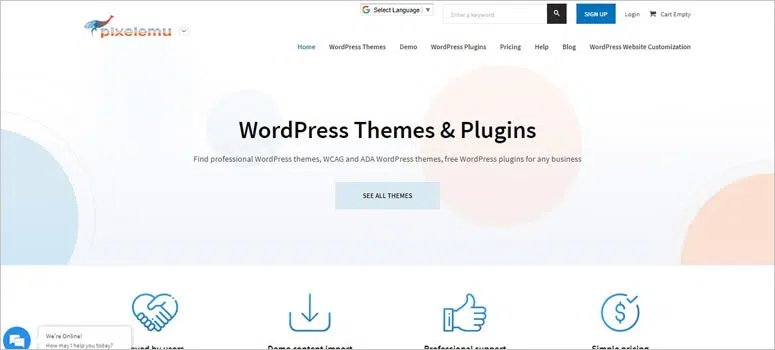 Select Language ▼
Enter a keyword
SIGN UP
Login
Cart Empty
pixelemu
Home
WordPress Themes
Demo
WordPress Plugins
Pricing
Help
Blog
WordPress Website Customization
WordPress Themes & Plugins
Find professional WordPress themes, WCAG and ADA WordPress themes, free WordPress plugins for any business
SEE ALL THEMES
by users
Demo content import
Professional support
Simple pricing
We're Online!
How may I help you today?